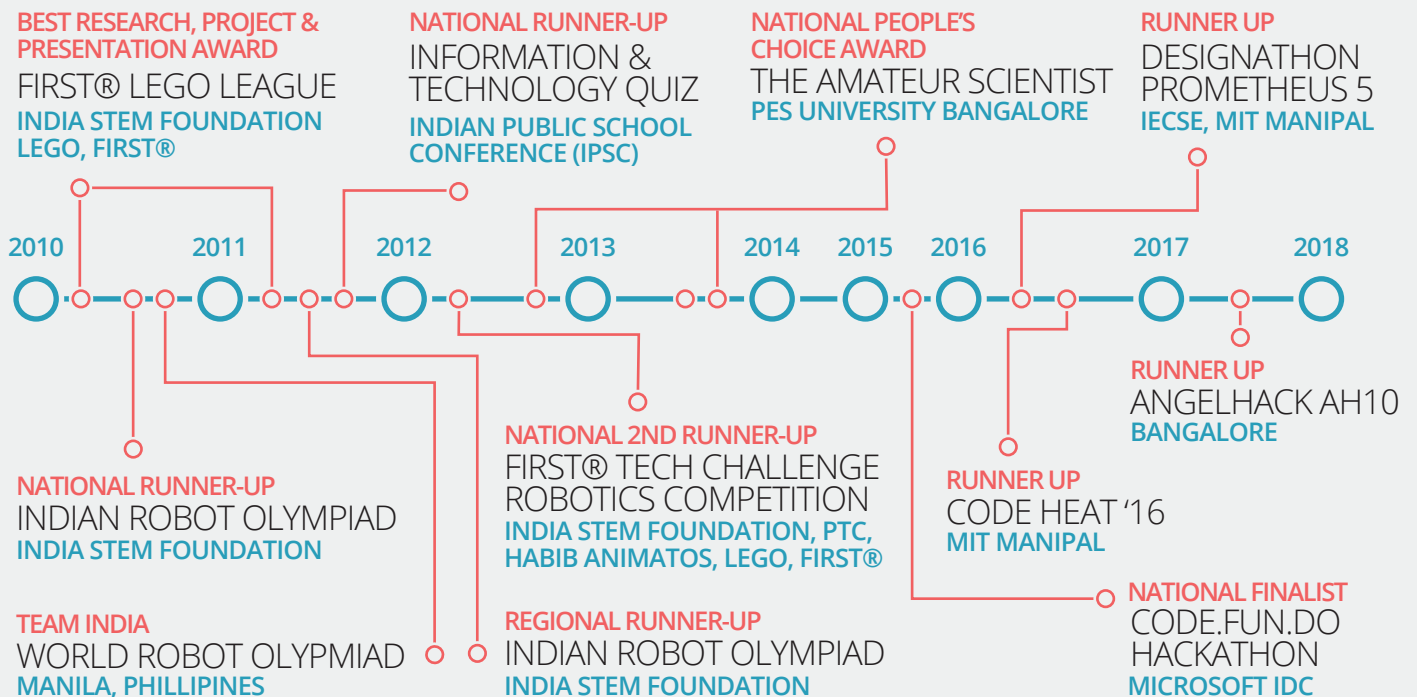 BEST RESEARCH, PROJECT &
PRESENTATION AWARD
FIRST® LEGO LEAGUE
INDIA STEM FOUNDATION
LEGO, FIRST®
NATIONAL RUNNER-UP
INFORMATION &
TECHNOLOGY QUIZ
INDIAN PUBLIC SCHOOL
CONFERENCE (IPSC)
NATIONAL PEOPLE’S
CHOICE AWARD
THE AMATEUR SCIENTIST
PES UNIVERSITY BANGALORE
RUNNER UP
DESIGNATHON
PROMETHEUS 5
IECSE, MIT MANIPAL
2010 2011 2012 2013 2014 2015 2016 2017 2018
NATIONAL RUNNER-UP
INDIAN ROBOT OLYMPIAD
INDIA STEM FOUNDATION
TEAM INDIA
WORLD ROBOT OLYPMIAD
MANILA, PHILLIPINES
NATIONAL 2ND RUNNER-UP
FIRST® TECH CHALLENGE
ROBOTICS COMPETITION
INDIA STEM FOUNDATION, PTC,
HABIB ANIMATOS, LEGO, FIRST®
REGIONAL RUNNER-UP
INDIAN ROBOT OLYMPIAD
INDIA STEM FOUNDATION
RUNNER UP
CODE HEAT ‘16
MIT MANIPAL
RUNNER UP
ANGELHACK AH10
BANGALORE
NATIONAL FINALIST
CODE.FUN.DO
HACKATHON
MICROSOFT IDC